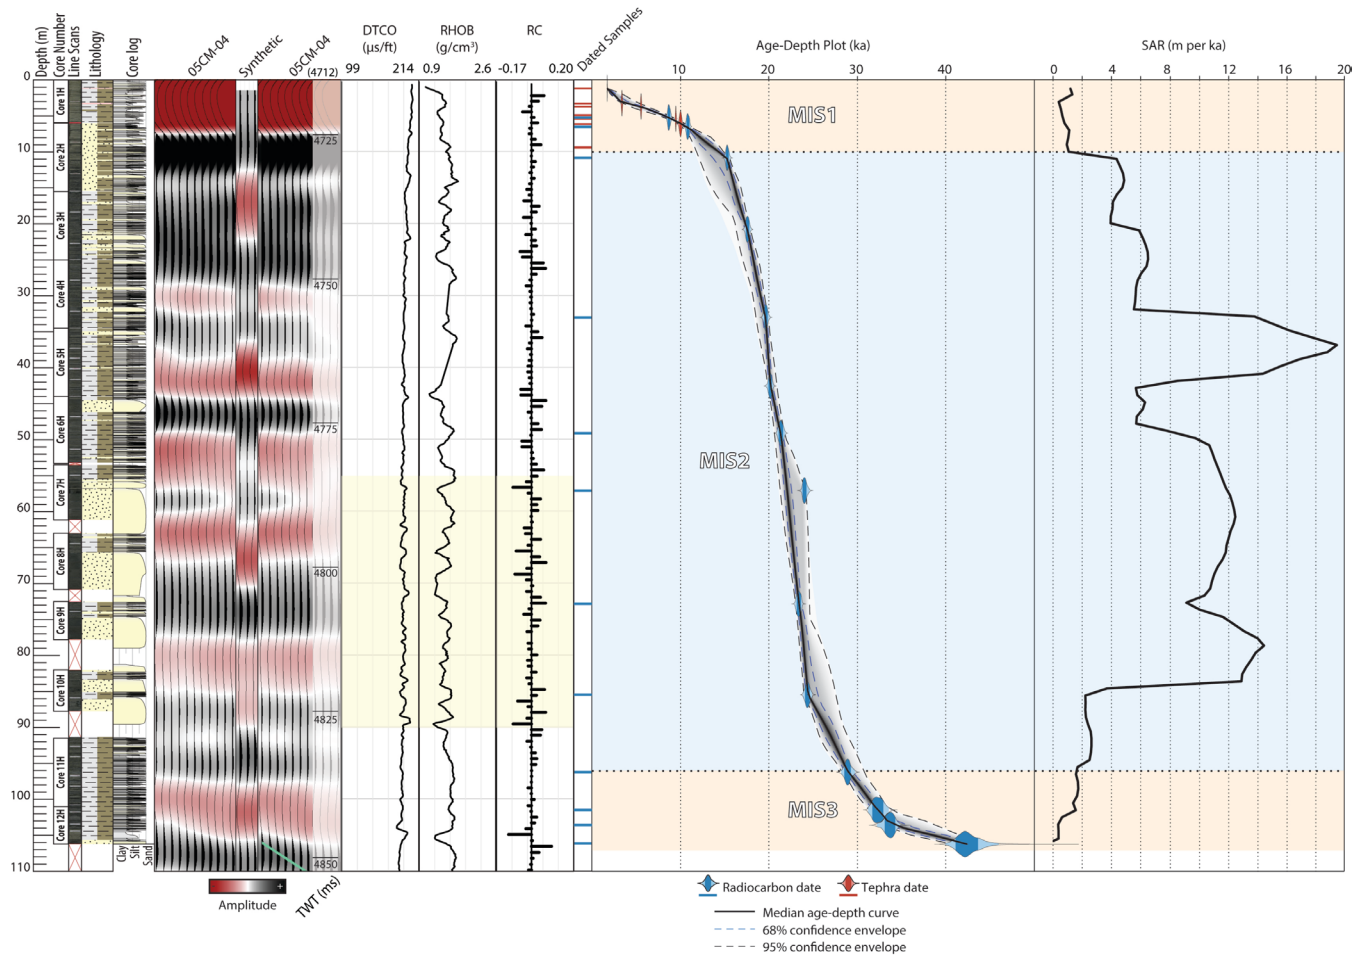 Depth (m)
Core Number
Line Scans
Lithology
Core log
05CM-04
Synthetic
05CM-04
(4712)
DTCO
(µs/ft)
99 214
RHOB
(g/cm³)
0.9 2.6
RC
-0.17 0.20
Dated Samples
Age-Depth Plot (ka)
10 20 30 40
SAR (m per ka)
0 4 8 12 16 20
0
10
20
30
40
50
60
70
80
90
100
110
Core 1H
Core 2H
Core 3H
Core 4H
Core 5H
Core 6H
Core 7H
Core 8H
Core 9H
Core 10H
Core 11H
Core 12H
4725
4750
4775
4800
4825
4850
MIS1
MIS2
MIS3
Clay
Silt
Sand
TWT (ms)
+
Amplitude
Radiocarbon date
Tephra date
Median age-depth curve
68% confidence envelope
95% confidence envelope